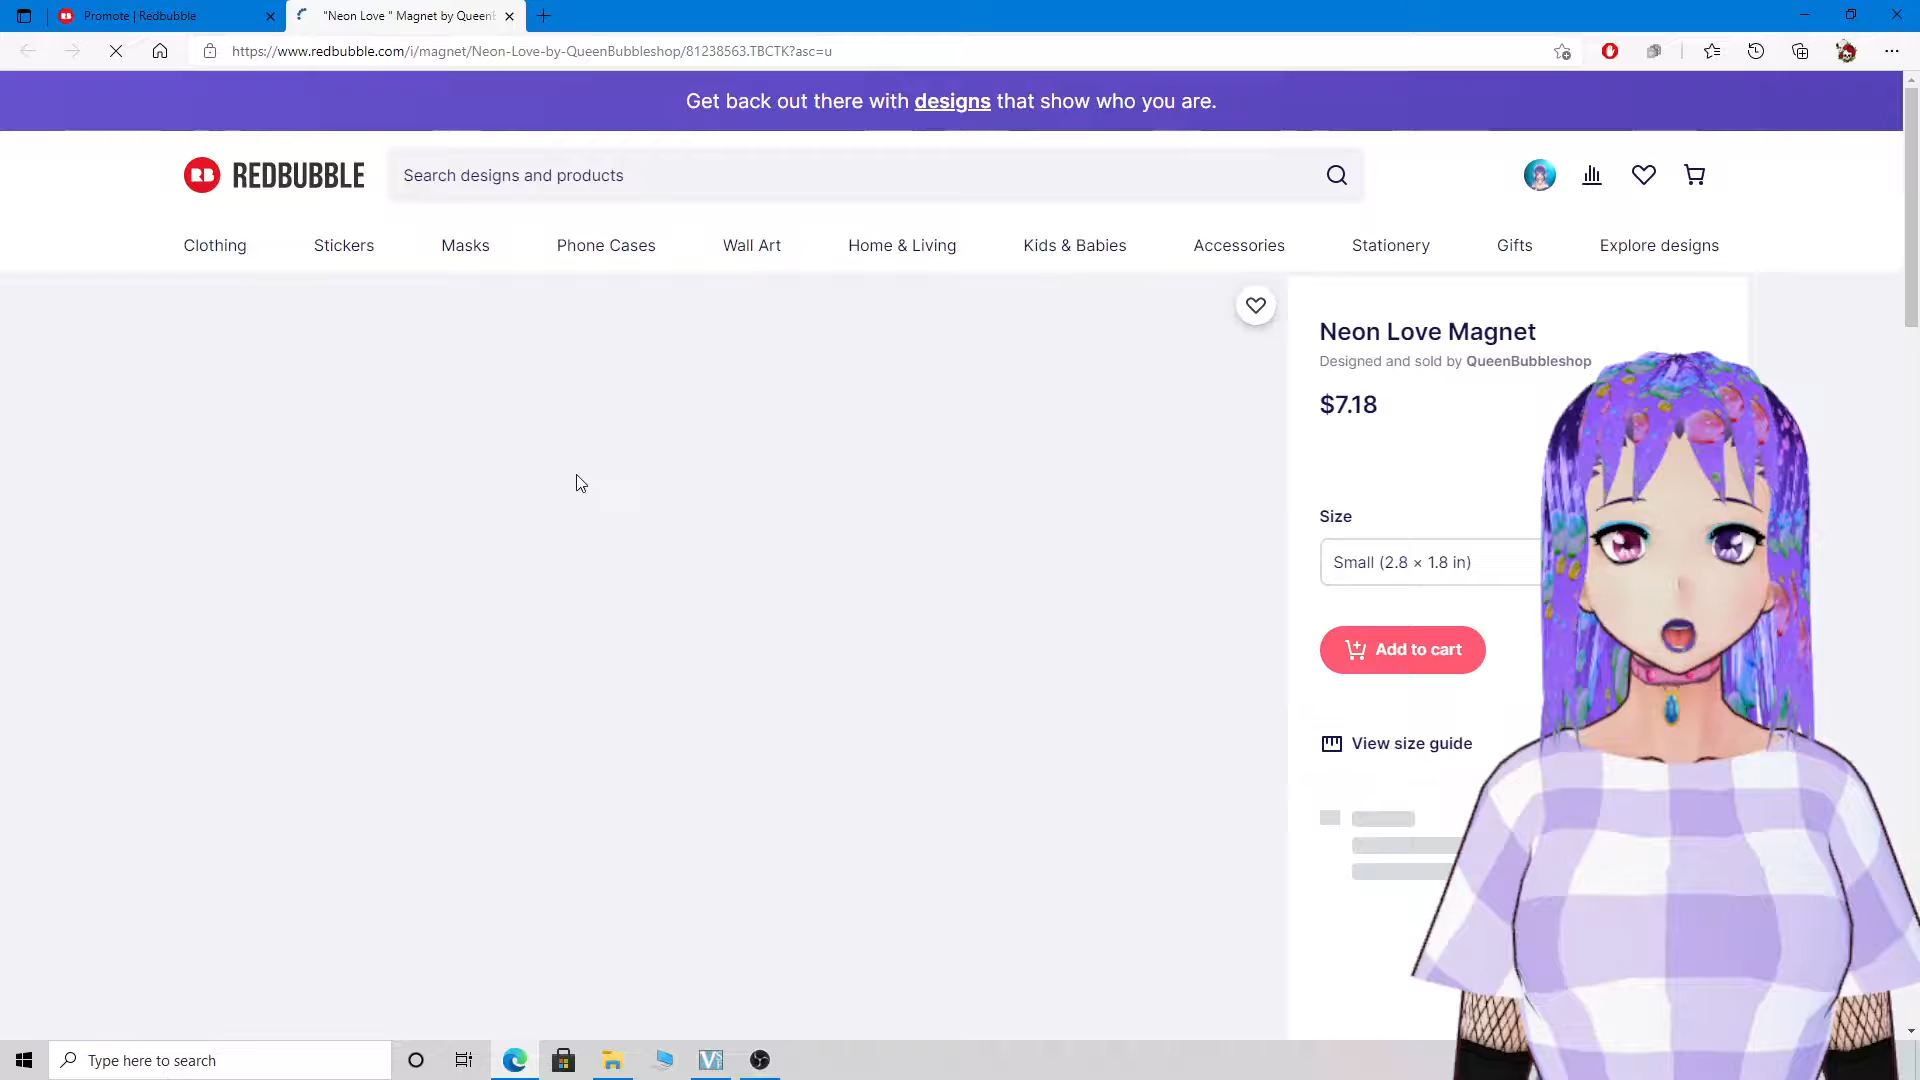 Promote | Redbubble
"Neon Love " Magnet by QueenB
https://www.redbubble.com/i/magnet/Neon-Love-by-QueenBubbleshop/81238563.TBCTK?asc=u
Get back out there with designs that show who you are.
RB REDBUBBLE
Search designs and products
Clothing
Stickers
Masks
Phone Cases
Wall Art
Home & Living
Kids & Babies
Accessories
Stationery
Gifts
Explore designs
Neon Love Magnet
Designed and sold by QueenBubbleshop
$7.18
Size
Small (2.8 × 1.8 in)
Add to cart
View size guide
Type here to search